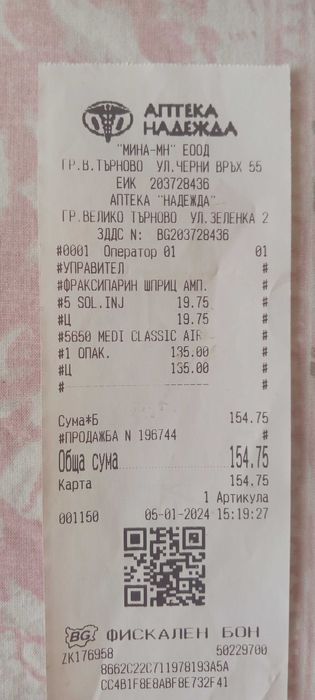 АПТЕКА
НАДЕЖДА
"МИНА-МН" ЕООД
ГР.В.ТЪРНОВО УЛ.ЧЕРНИ ВРЪХ 55
ЕИК 203728436
АПТЕКА "НАДЕЖДА"
ГР.ВЕЛИКО ТЪРНОВО УЛ.ЗЕЛЕНКА 2
ЗДДС N: BG203728436
#0001 Оператор 01 01
#УПРАВИТЕЛ #
#ФРАКСИПАРИН ШПРИЦ АМП. #
#5 SOL.INJ 19.75 #
#Ц 19.75 #
#5650 MEDI CLASSIC AIR #
#1 ОПАК. 135.00 #
#Ц 135.00 #
# ------- #
Сума*Б 154.75
#ПРОДАЖБА N 196744 #
Обща сума 154.75
Карта 154.75
1 Артикула
001150 05-01-2024 15:19:27
BG ФИСКАЛЕН БОН
ZK176958 50229700
8662C22C711978193A5A
CC4B1F8E8ABF8E732F41